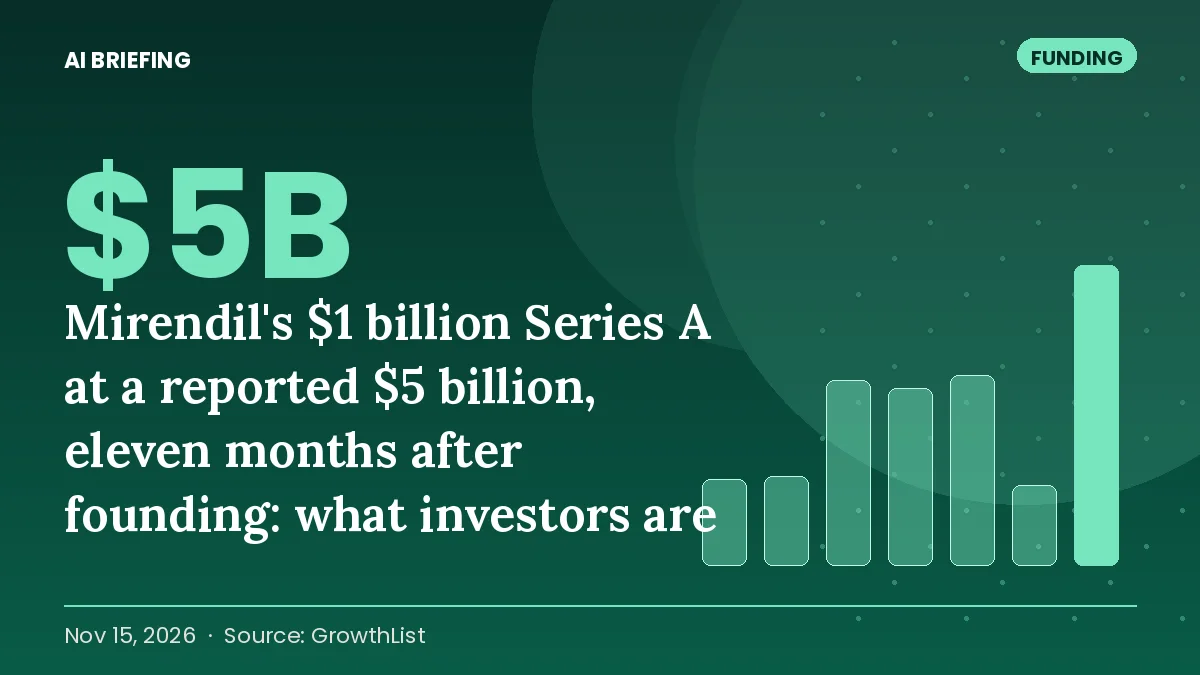 AI BRIEFING
FUNDING
$5B
Mirendil's $1 billion Series A
at a reported $5 billion,
eleven months after
founding: what investors are
Nov 15, 2026 · Source: GrowthList